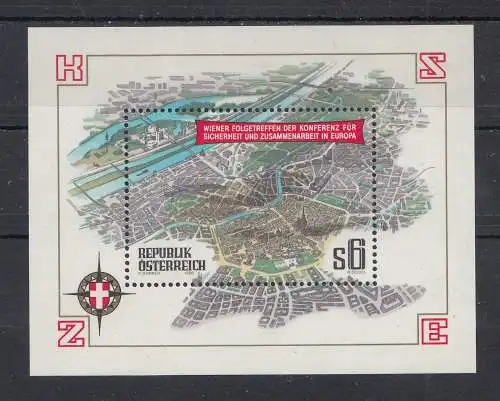 K S
WIENER FOLGETREFFEN DER KONFERENZ FÜR
SICHERHEIT UND ZUSAMMENARBEIT IN EUROPA
REPUBLIK
ÖSTERREICH
S6
Z E